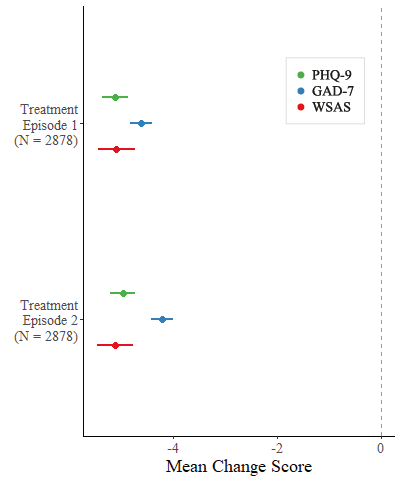 PHQ-9
GAD-7
WSAS
Treatment
Episode 1
(N = 2878)
Treatment
Episode 2
(N = 2878)
-4
-2
0
Mean Change Score